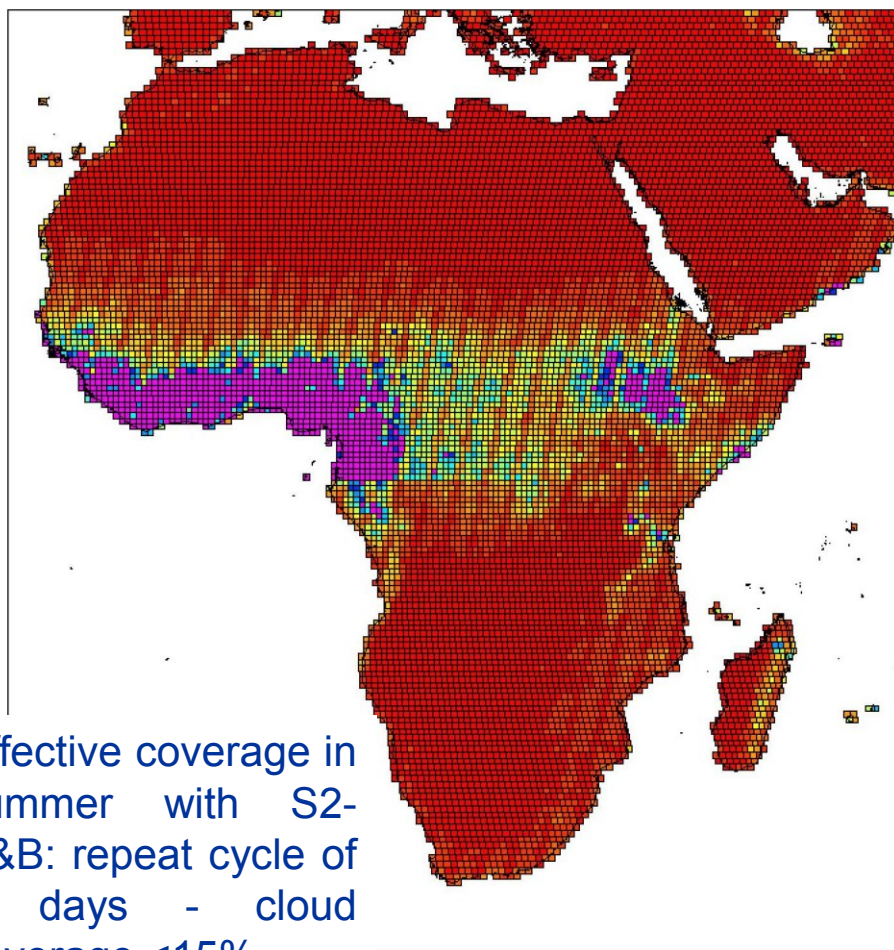 ffective coverage in
ummer with S2-
&B: repeat cycle of
days - cloud